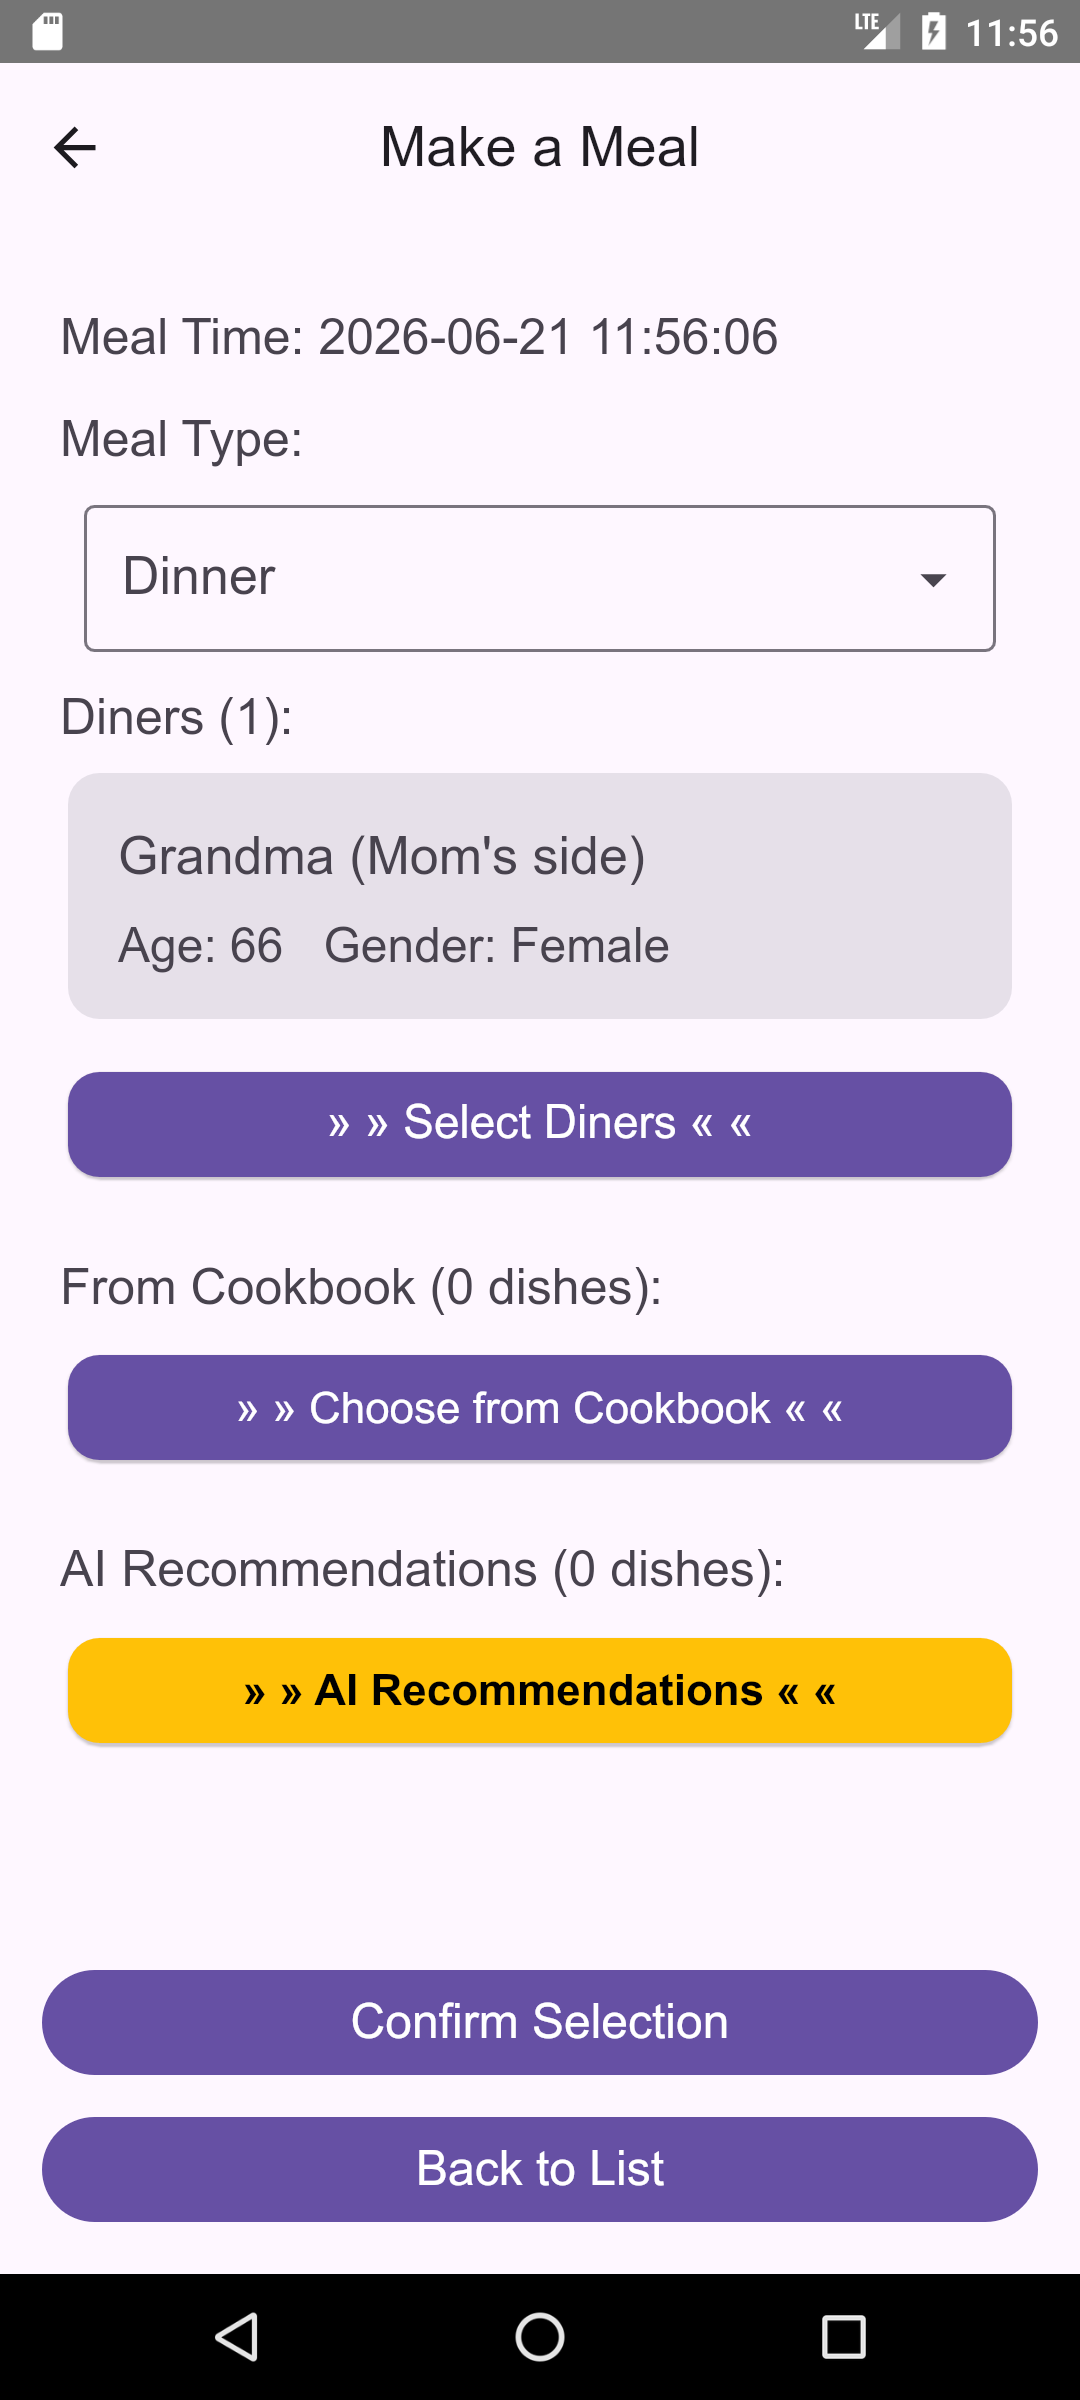 LTE 11:56
Make a Meal
Meal Time: 2026-06-21 11:56:06
Meal Type:
Dinner
Diners (1):
Grandma (Mom's side)
Age: 66 Gender: Female
» » Select Diners « «
From Cookbook (0 dishes):
» » Choose from Cookbook « «
AI Recommendations (0 dishes):
» » AI Recommendations « «
Confirm Selection
Back to List